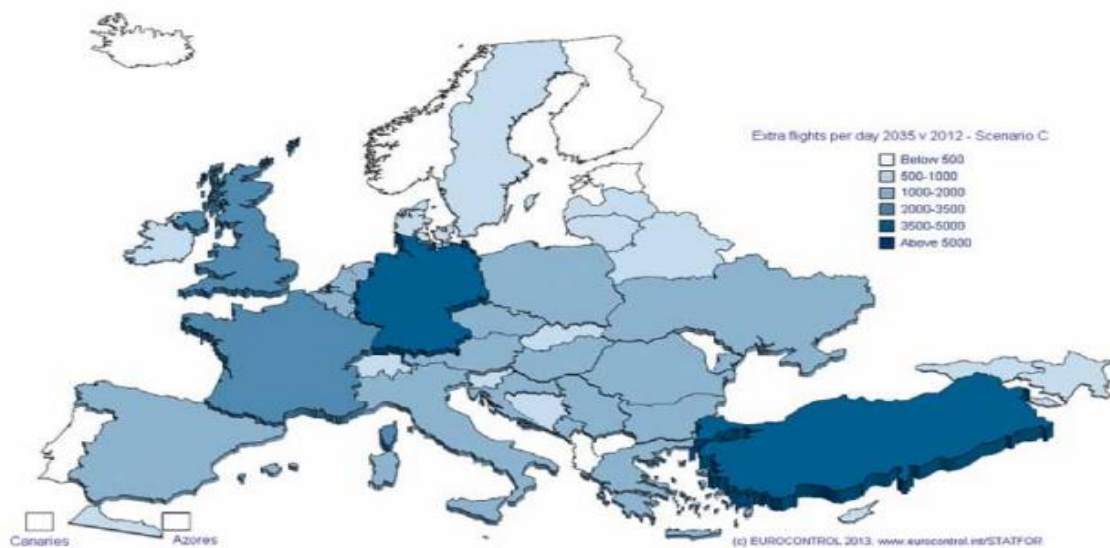 Extra flights per day 2035 v 2012 - Scenario C
Below 500
500-1000
1000-2000
2000-3500
3500-5000
Above 5000
Canaries
Azores
(c) EUROCONTROL 2013. www.eurocontrol.int/STATFOR